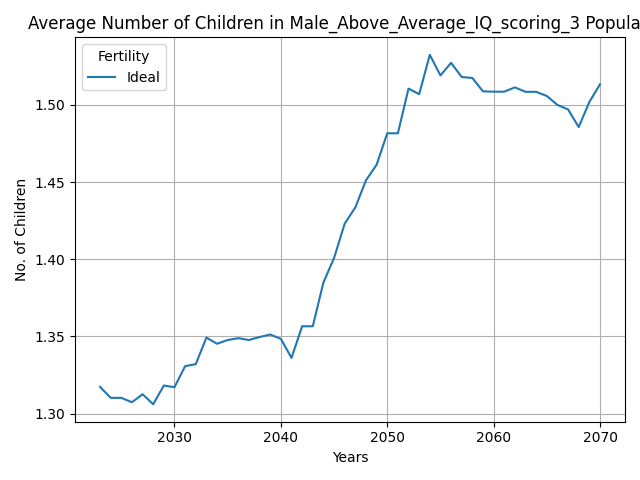 Average Number of Children in Male_Above_Average_IQ_scoring_3 Popula
Fertility
Ideal
No. of Children
1.50
1.45
1.40
1.35
1.30
2030 2040 2050 2060 2070
Years